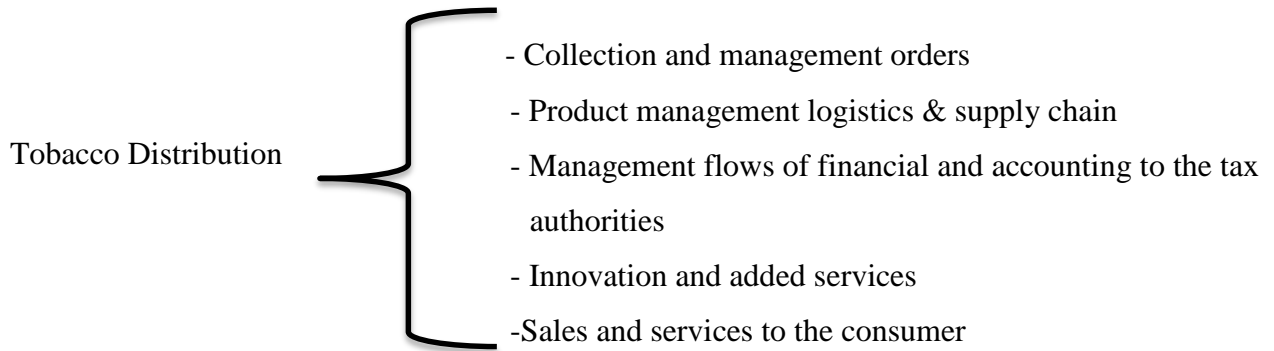 Tobacco Distribution
- Collection and management orders
- Product management logistics & supply chain
- Management flows of financial and accounting to the tax
authorities
- Innovation and added services
-Sales and services to the consumer